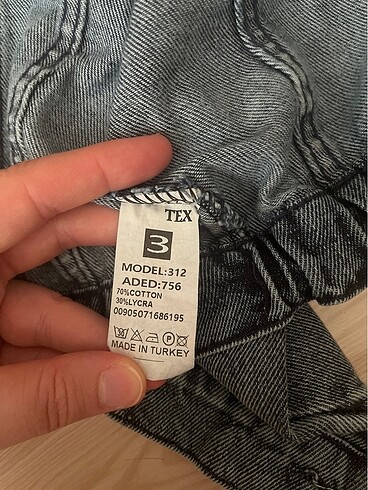 TEX
3
MODEL:312
ADED:756
70%COTTON
30%LYCRA
00905071686195
P
MADE IN TURKEY